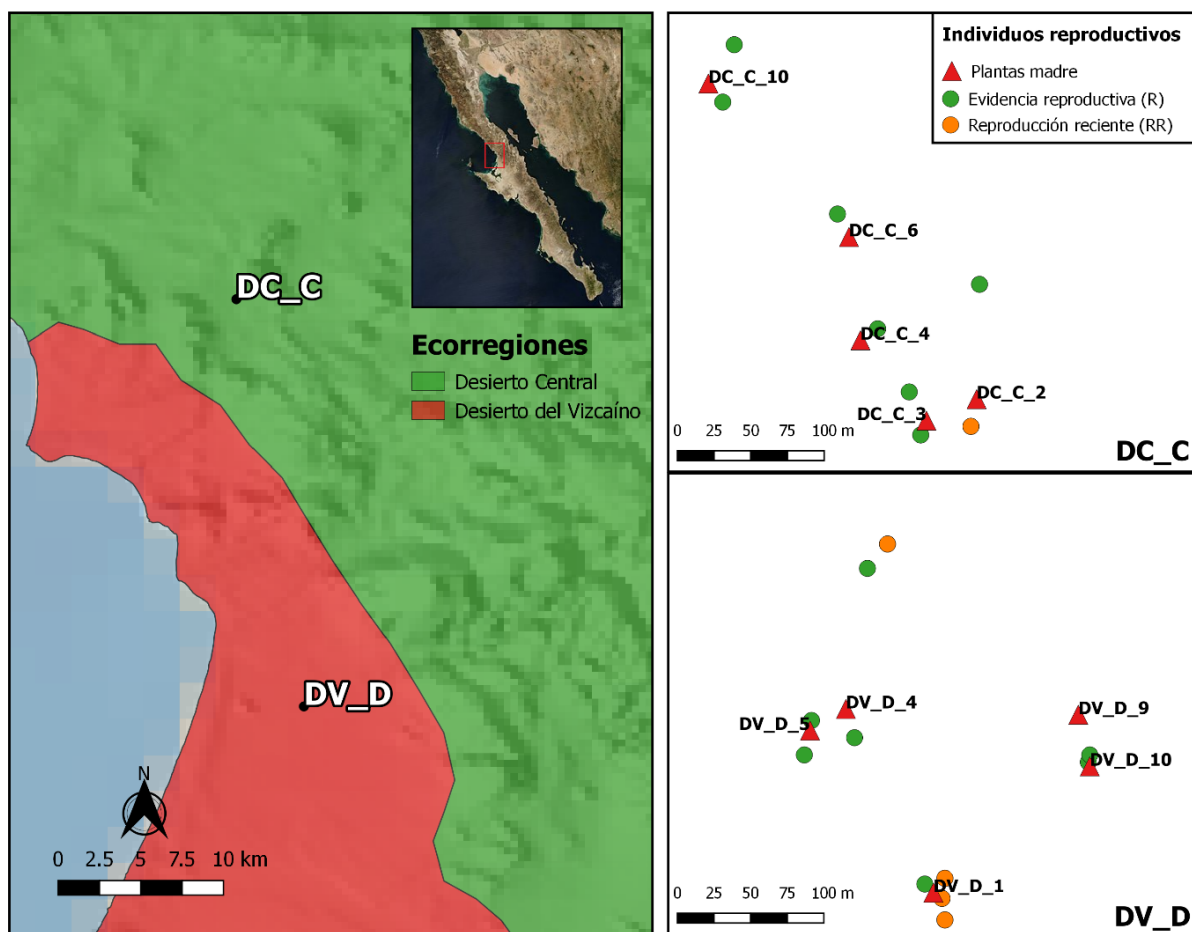 DC_C
Ecorregiones
Desierto Central
Desierto del Vizcaíno
DV_D
N
0 2.5 5 7.5 10 km
Individuos reproductivos
Plantas madre
Evidencia reproductiva (R)
Reproducción reciente (RR)
DC_C_10
DC_C_6
DC_C_4
DC_C_2
DC_C_3
0 25 50 75 100 m
DC_C
DV_D_4
DV_D_5
DV_D_9
DV_D_10
DV_D_1
0 25 50 75 100 m
DV_D